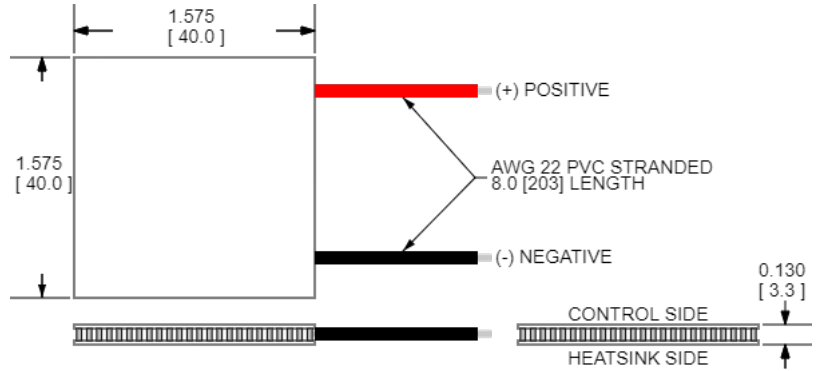 1.575
[ 40.0 ]
(+) POSITIVE
1.575
[ 40.0 ]
AWG 22 PVC STRANDED
8.0 [203] LENGTH
(-) NEGATIVE
0.130
[ 3.3 ]
CONTROL SIDE
HEATSINK SIDE